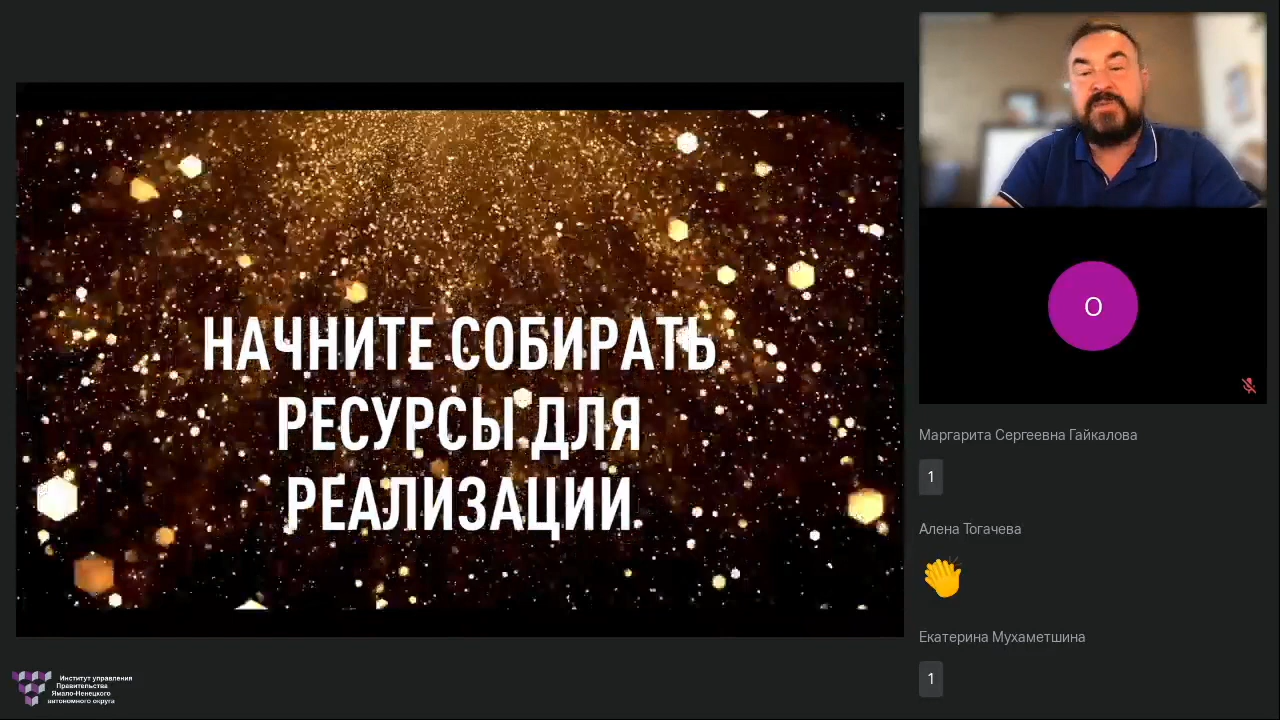 НАЧНИТЕ СОБИРАТЬ
РЕСУРСЫ ДЛЯ
РЕАЛИЗАЦИИ
О
Маргарита Сергеевна Гайкалова
1
Алена Тогачева
Екатерина Мухаметшина
1
Институт управления
Правительства
Ямало-Ненецкого
автономного округа